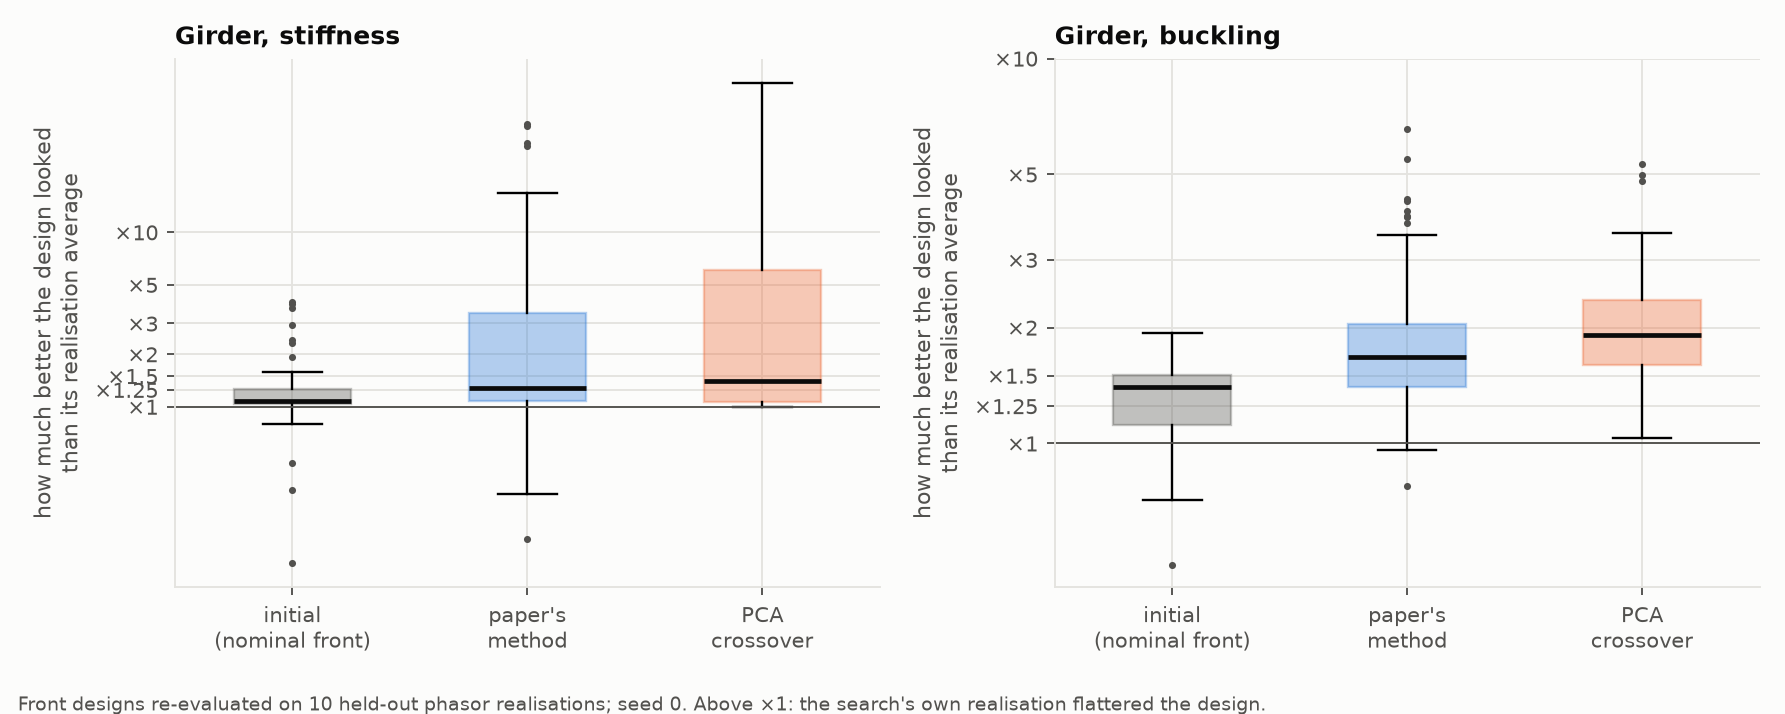 Girder, stiffness
how much better the design looked
than its realisation average
×10
×5
×3
×2
×1.5
×1.25
×1
initial
(nominal front)
paper's
method
PCA
crossover
Girder, buckling
how much better the design looked
than its realisation average
×10
×5
×3
×2
×1.5
×1.25
×1
initial
(nominal front)
paper's
method
PCA
crossover
Front designs re-evaluated on 10 held-out phasor realisations; seed 0. Above ×1: the search's own realisation flattered the design.